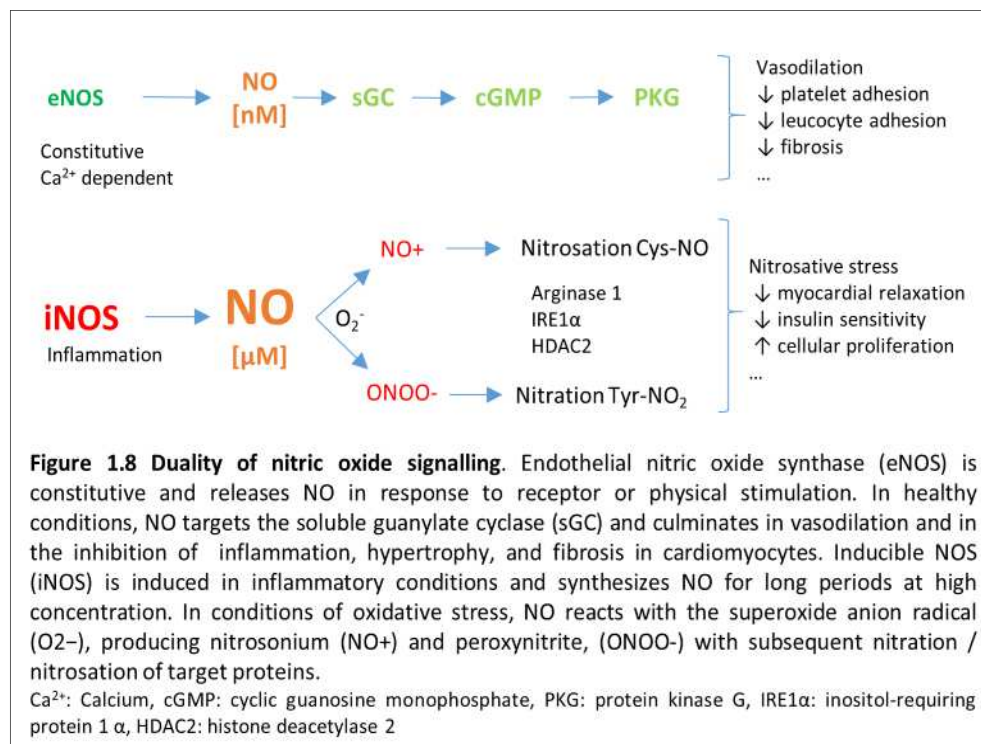 eNOS
NO
[nM]
sGC
cGMP
PKG
Constitutive
Ca²⁺ dependent
Vasodilation
↓ platelet adhesion
↓ leucocyte adhesion
↓ fibrosis
...
iNOS
Inflammation
NO
[µM]
O₂⁻
NO+
Nitrosation Cys-NO
Arginase 1
IRE1α
HDAC2
ONOO-
Nitration Tyr-NO₂
Nitrosative stress
↓ myocardial relaxation
↓ insulin sensitivity
↑ cellular proliferation
...
Figure 1.8 Duality of nitric oxide signalling. Endothelial nitric oxide synthase (eNOS) is
constitutive and releases NO in response to receptor or physical stimulation. In healthy
conditions, NO targets the soluble guanylate cyclase (sGC) and culminates in vasodilation and in
the inhibition of inflammation, hypertrophy, and fibrosis in cardiomyocytes. Inducible NOS
(iNOS) is induced in inflammatory conditions and synthesizes NO for long periods at high
concentration. In conditions of oxidative stress, NO reacts with the superoxide anion radical
(O2−), producing nitrosonium (NO+) and peroxynitrite, (ONOO-) with subsequent nitration /
nitrosation of target proteins.
Ca²⁺: Calcium, cGMP: cyclic guanosine monophosphate, PKG: protein kinase G, IRE1α: inositol-requiring
protein 1 α, HDAC2: histone deacetylase 2